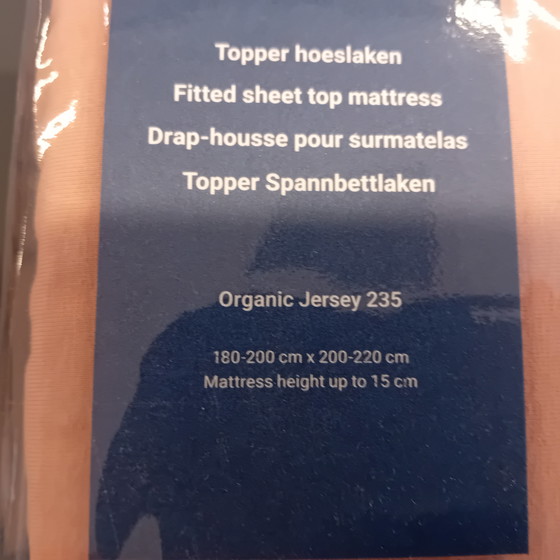 Topper hoeslaken
Fitted sheet top mattress
Drap-housse pour surmatelas
Topper Spannbettlaken
Organic Jersey 235
180-200 cm x 200-220 cm
Mattress height up to 15 cm